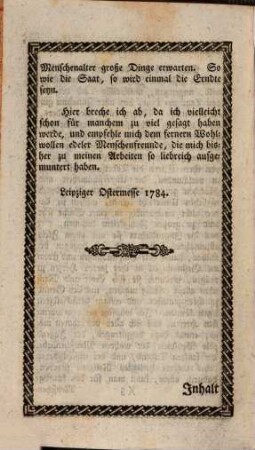 Menschenalter große Dinge erwarten. So
wie die Saat, so wird einmal die Erndte
seyn.
Hier breche ich ab, da ich vielleicht
schon für manchem zu viel gesagt haben
werde, und empfehle mich dem fernern Wohl
wollen edeler Menschenfreunde, die mich bis-
her zu meinen Arbeiten so liebreich aufge-
muntert haben.
Leipziger Ostermesse 1784.
Inhalt